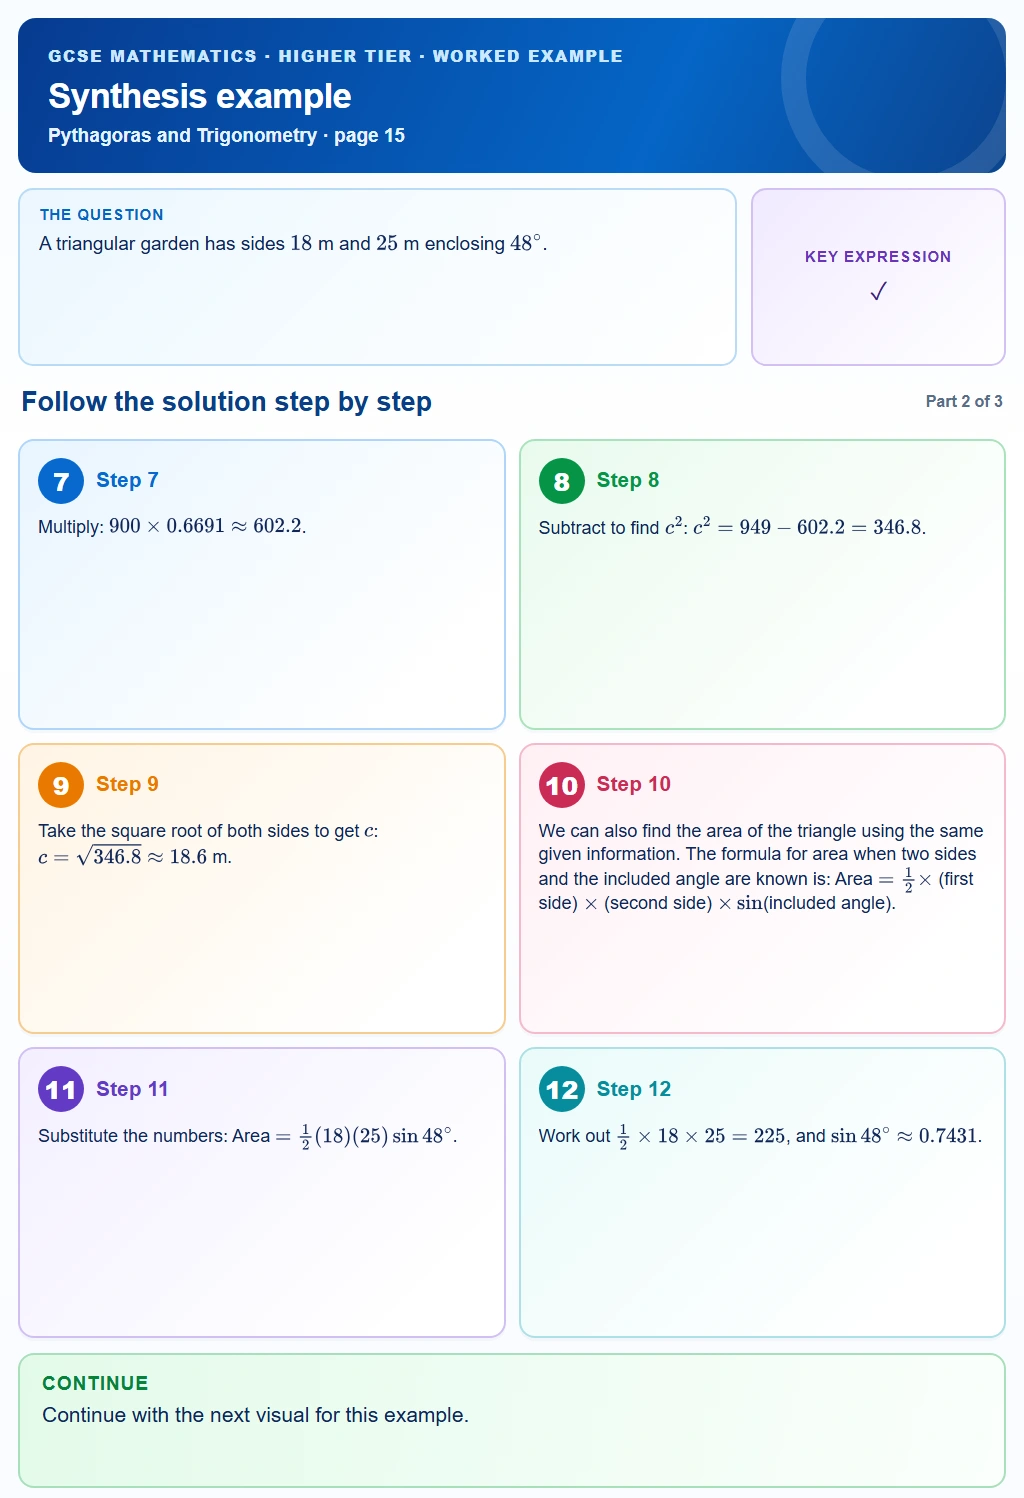 GCSE MATHEMATICS · HIGHER TIER · WORKED EXAMPLE
Synthesis example
Pythagoras and Trigonometry · page 15
THE QUESTION
A triangular garden has sides 18 m and 25 m enclosing 48°.
KEY EXPRESSION
✓
Follow the solution step by step
Part 2 of 3
7 Step 7
Multiply: 900 × 0.6691 ≈ 602.2.
8 Step 8
Subtract to find c²: c² = 949 − 602.2 = 346.8.
9 Step 9
Take the square root of both sides to get c:
c = √346.8 ≈ 18.6 m.
10 Step 10
We can also find the area of the triangle using the same
given information. The formula for area when two sides
and the included angle are known is: Area = ½ × (first
side) × (second side) × sin(included angle).
11 Step 11
Substitute the numbers: Area = ½(18)(25) sin 48°.
12 Step 12
Work out ½ × 18 × 25 = 225, and sin 48° ≈ 0.7431.
CONTINUE
Continue with the next visual for this example.